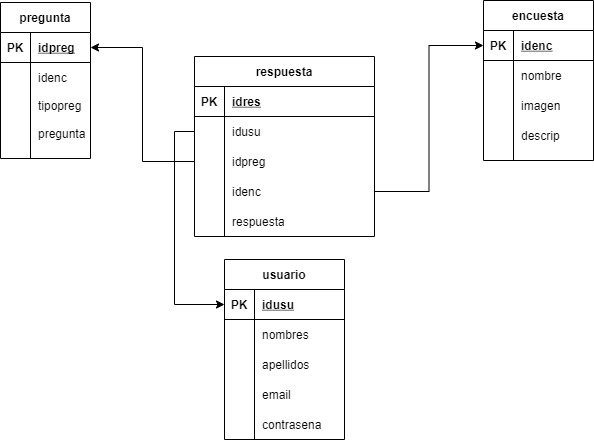 pregunta
PK idpreg
idenc
tipopreg
pregunta
respuesta
PK idres
idusu
idpreg
idenc
respuesta
encuesta
PK idenc
nombre
imagen
descrip
usuario
PK idusu
nombres
apellidos
email
contrasena